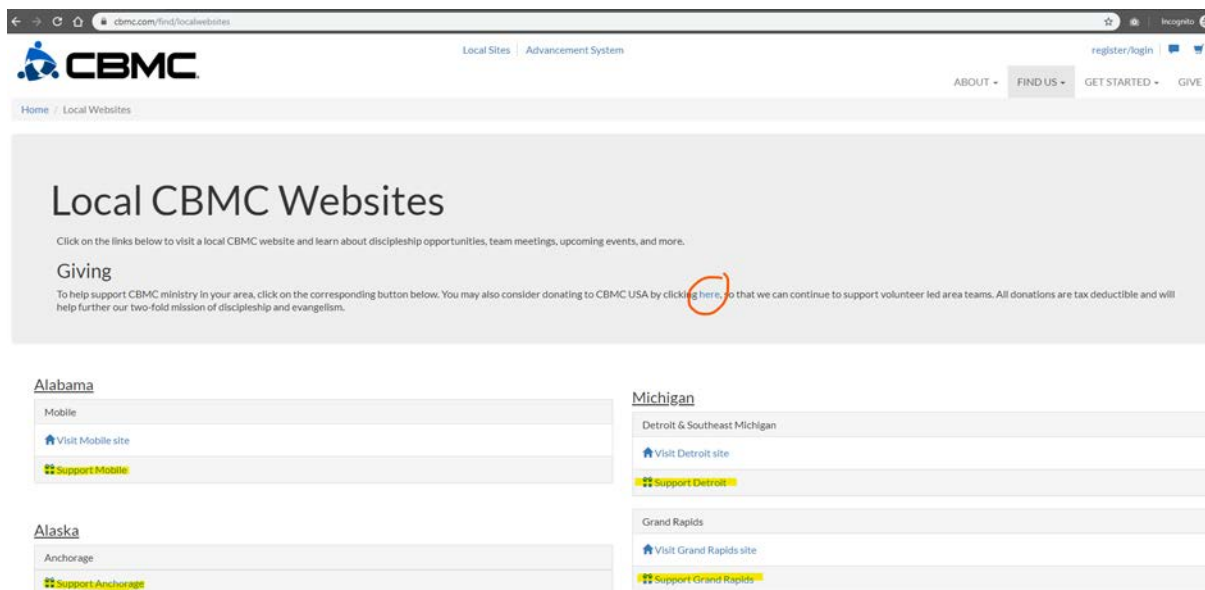 cbmc.com/find/localwebsites
Incognito
CBMC
Local Sites
Advancement System
register/login
ABOUT
FIND US
GET STARTED
GIVE
Home / Local Websites
Local CBMC Websites
Click on the links below to visit a local CBMC website and learn about discipleship opportunities, team meetings, upcoming events, and more.
Giving
To help support CBMC ministry in your area, click on the corresponding button below. You may also consider donating to CBMC USA by clicking here, so that we can continue to support volunteer led area teams. All donations are tax deductible and will
help further our two-fold mission of discipleship and evangelism.
Alabama
Mobile
Visit Mobile site
Support Mobile
Alaska
Anchorage
Support Anchorage
Michigan
Detroit & Southeast Michigan
Visit Detroit site
Support Detroit
Grand Rapids
Visit Grand Rapids site
Support Grand Rapids